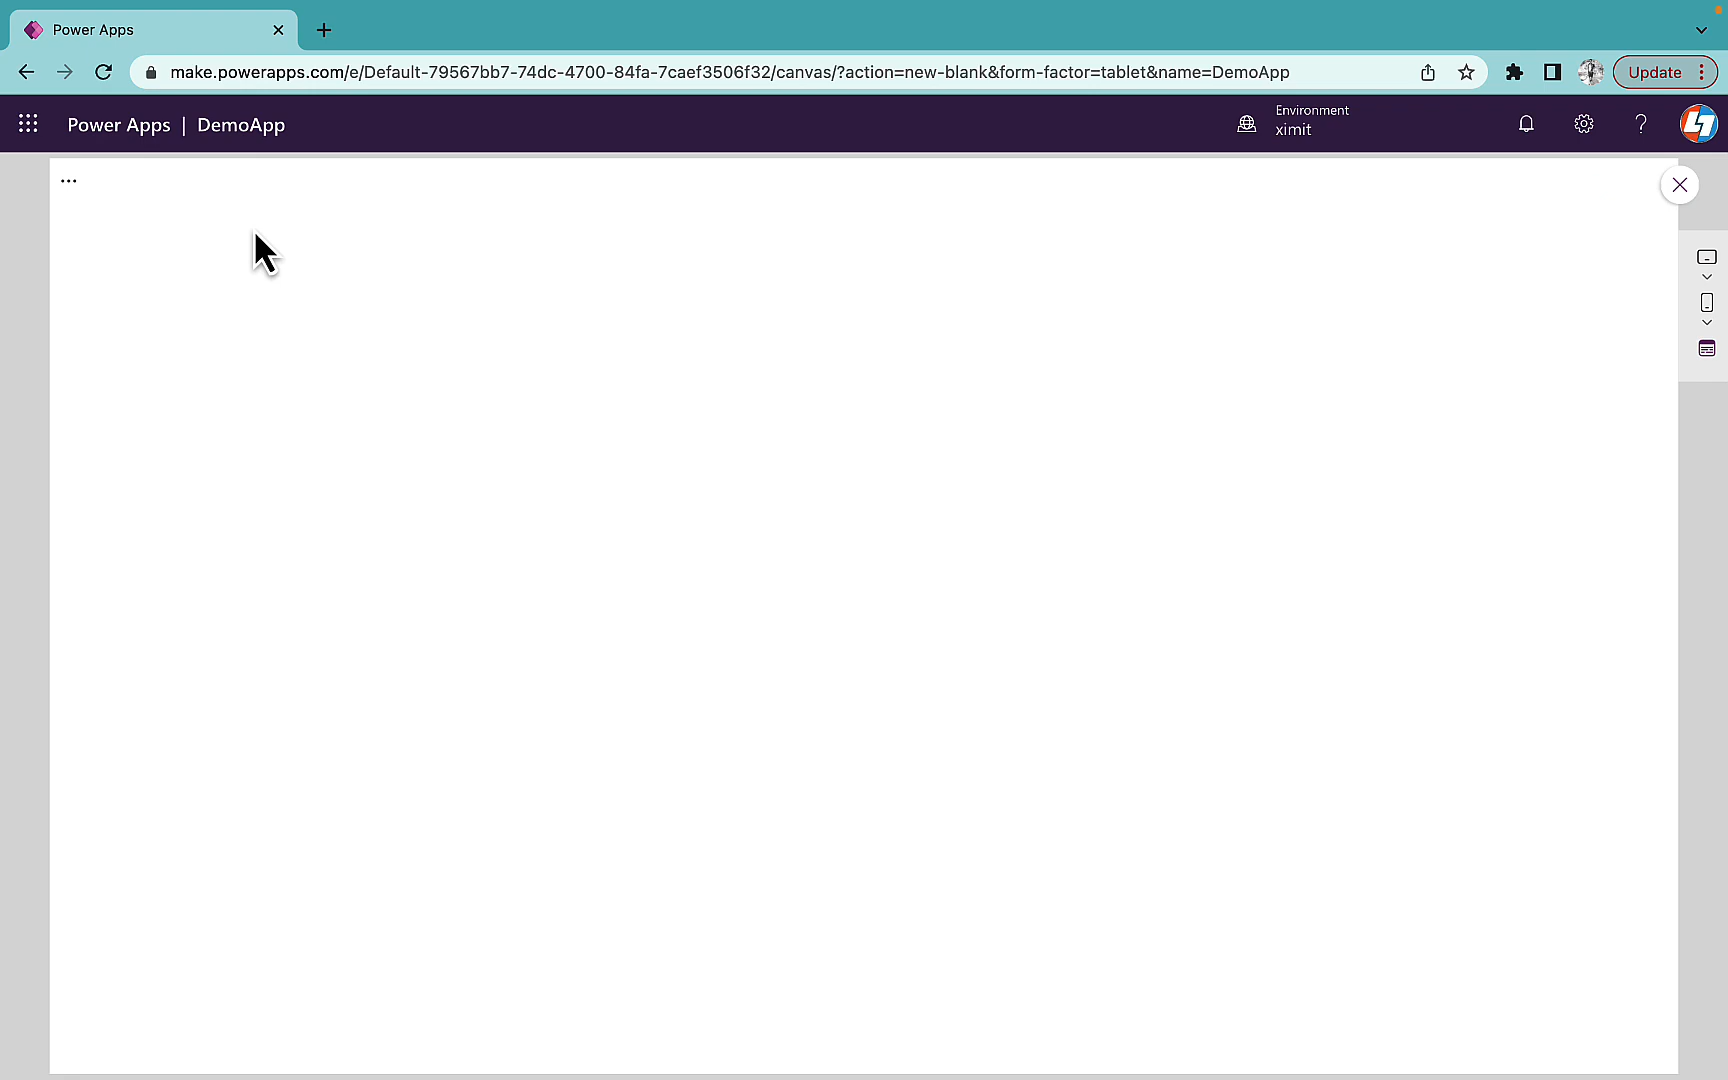 Power Apps
make.powerapps.com/e/Default-79567bb7-74dc-4700-84fa-7caef3506f32/canvas/?action=new-blank&form-factor=tablet&name=DemoApp
Update
Power Apps | DemoApp
Environment
ximit
...